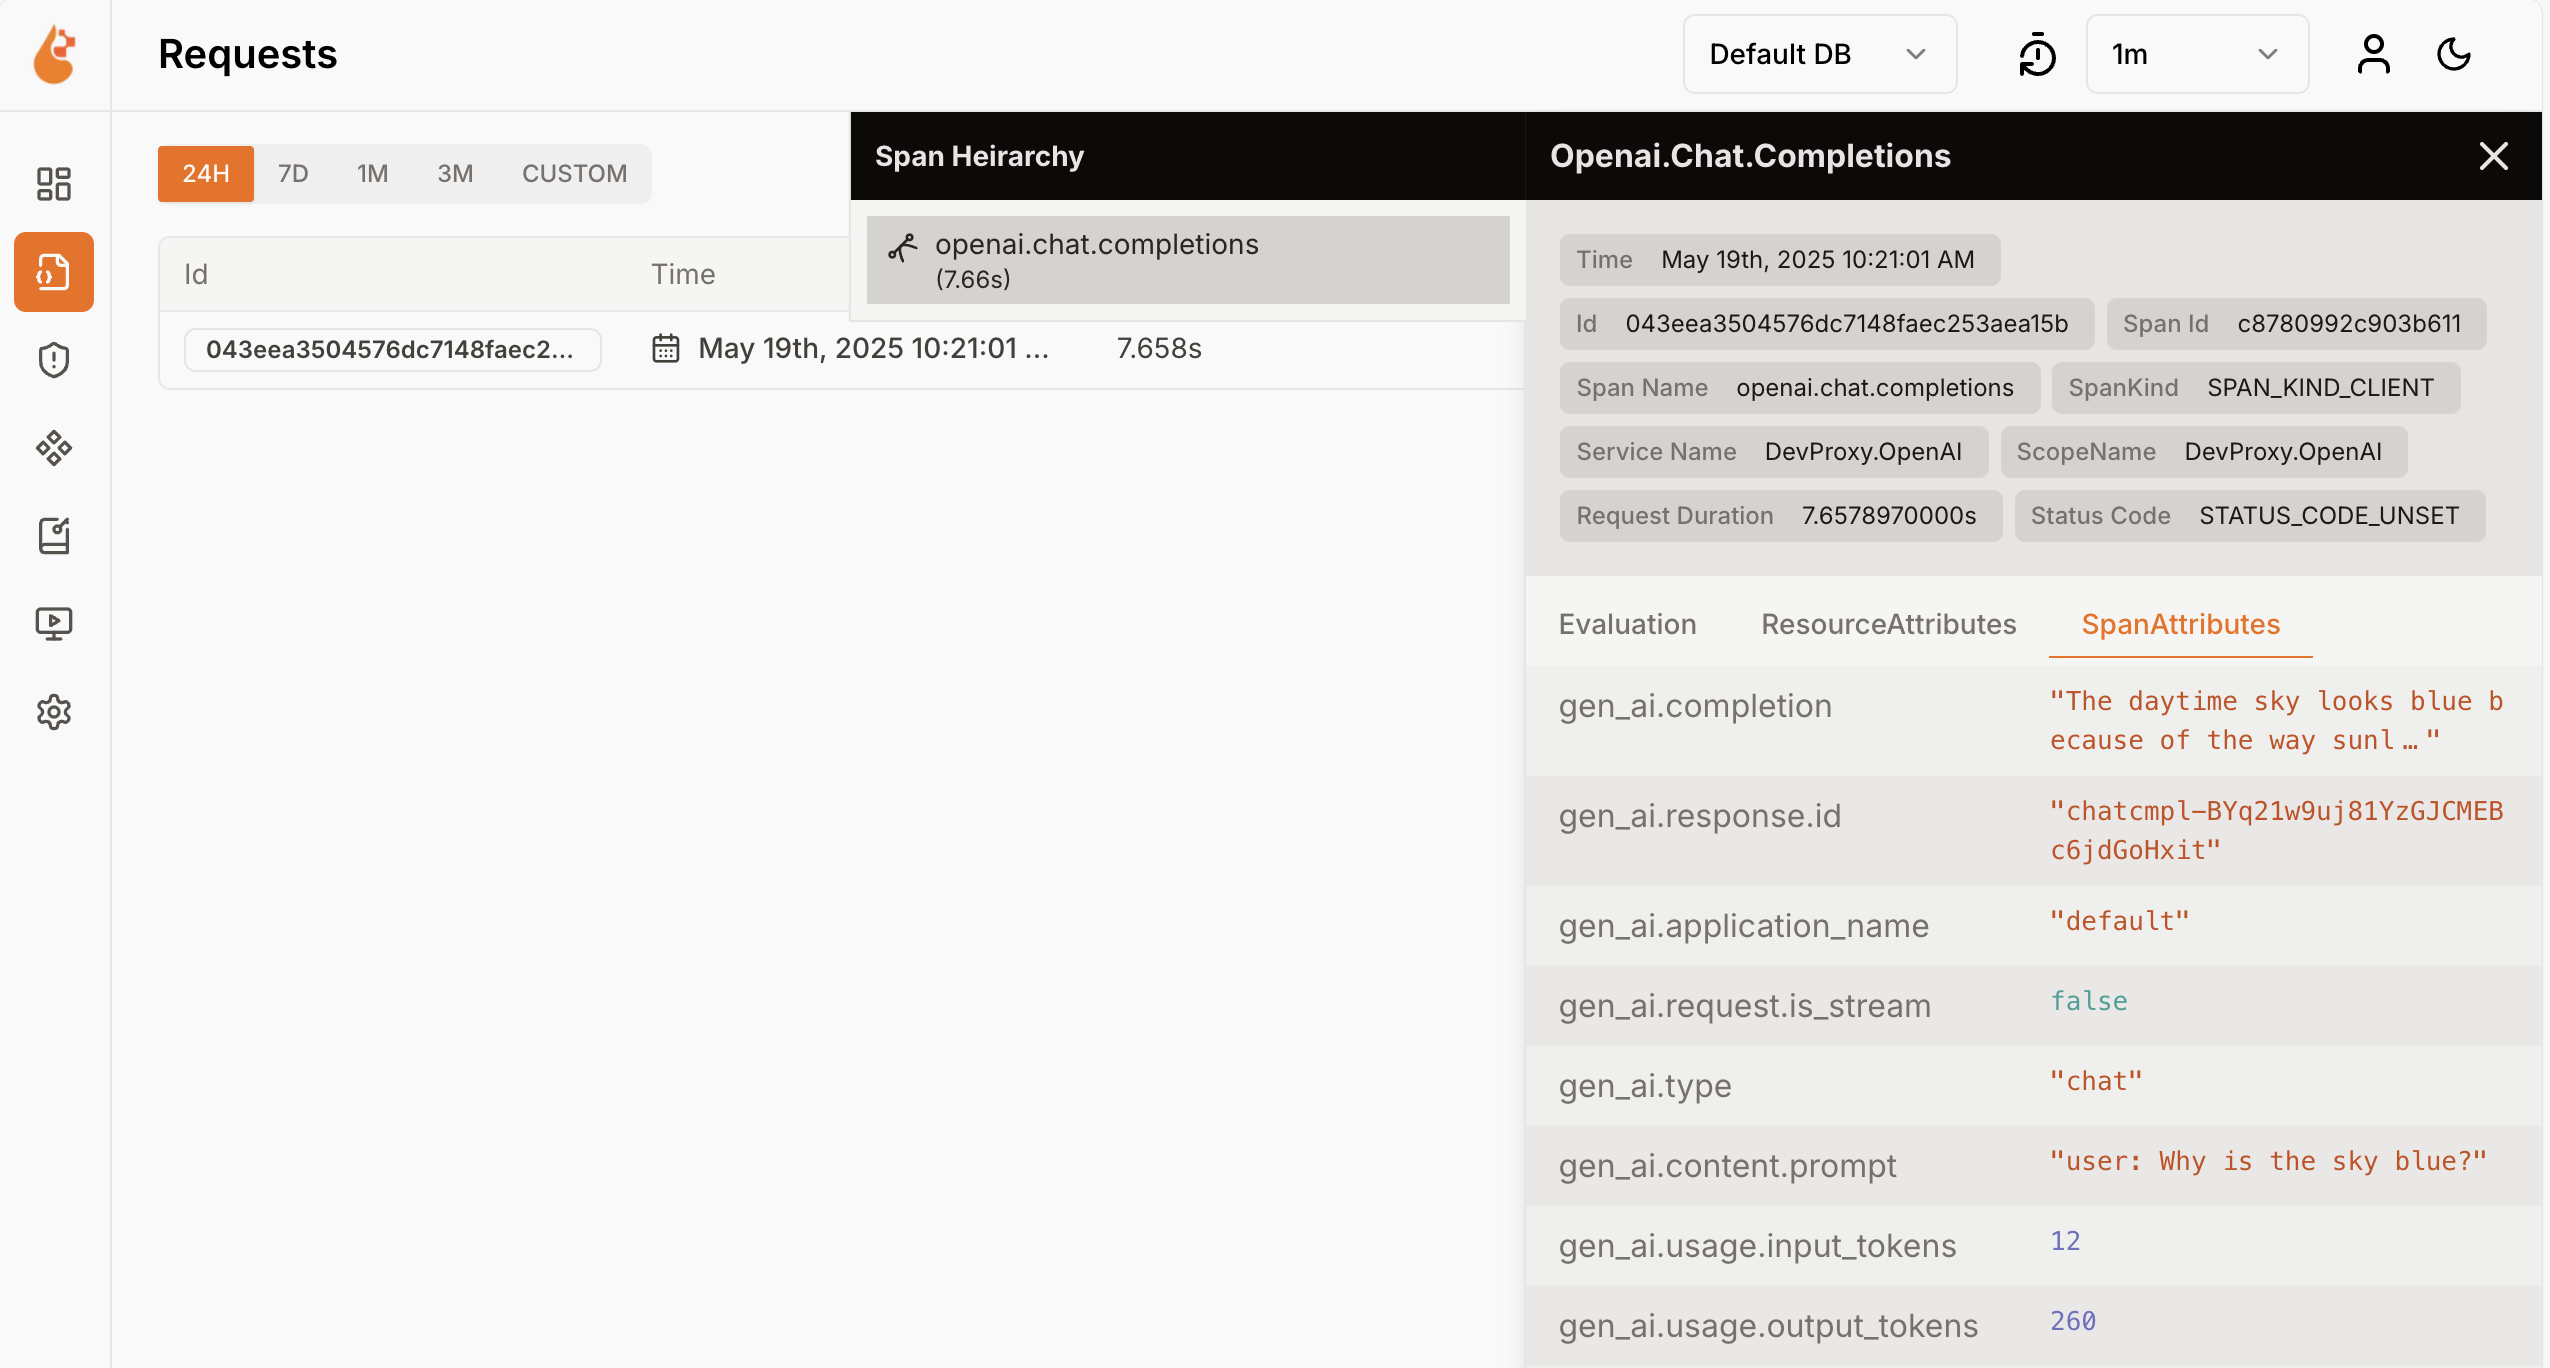 Requests
Default DB
1m
24H 7D 1M 3M CUSTOM
Id Time
043eea3504576dc7148faec2... May 19th, 2025 10:21:01 ... 7.658s
Span Heirarchy
openai.chat.completions
(7.66s)
Openai.Chat.Completions
Time May 19th, 2025 10:21:01 AM
Id 043eea3504576dc7148faec253aea15b Span Id c8780992c903b611
Span Name openai.chat.completions SpanKind SPAN_KIND_CLIENT
Service Name DevProxy.OpenAI ScopeName DevProxy.OpenAI
Request Duration 7.6578970000s Status Code STATUS_CODE_UNSET
Evaluation ResourceAttributes SpanAttributes
gen_ai.completion "The daytime sky looks blue b
ecause of the way sunl…"
gen_ai.response.id "chatcmpl-BYq21w9uj81YzGJCMEB
c6jdGoHxit"
gen_ai.application_name "default"
gen_ai.request.is_stream false
gen_ai.type "chat"
gen_ai.content.prompt "user: Why is the sky blue?"
gen_ai.usage.input_tokens 12
gen_ai.usage.output_tokens 260